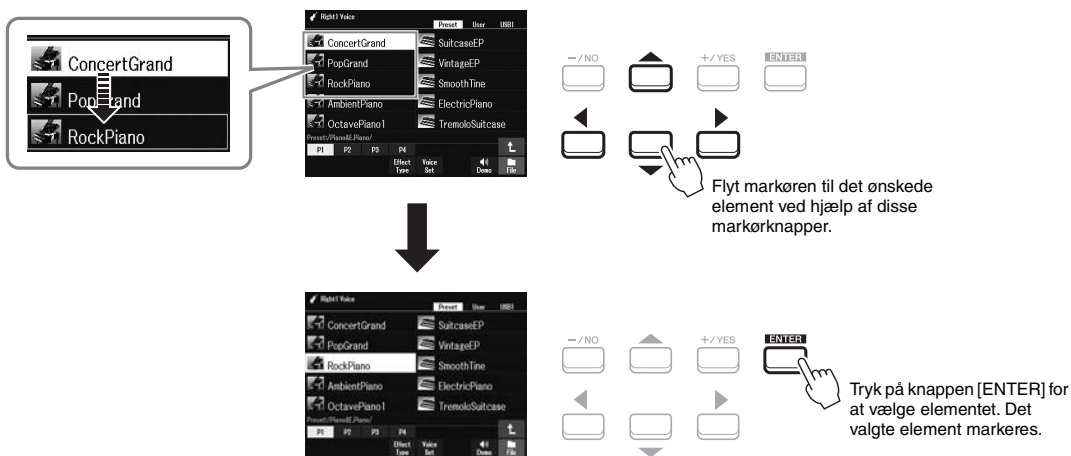 ConcertGrand
PopGrand
RockPiano
Right1 Voice
Preset User USB1
ConcertGrand SuitcaseEP
PopGrand VintageEP
RockPiano SmoothTine
AmbientPiano ElectricPiano
OctavePiano1 TremoloSuitcase
Preset:/Piano&E.Piano/
P1 P2 P3 P4
Effect Type Voice Set Demo File
–/NO +/YES ENTER
Flyt markøren til det ønskede
element ved hjælp af disse
markørknapper.
Right1 Voice
Preset User USB1
ConcertGrand SuitcaseEP
PopGrand VintageEP
RockPiano SmoothTine
AmbientPiano ElectricPiano
OctavePiano1 TremoloSuitcase
Preset:/Piano&E.Piano/
P1 P2 P3 P4
Effect Type Voice Set Demo File
–/NO +/YES ENTER
Tryk på knappen [ENTER] for
at vælge elementet. Det
valgte element markeres.